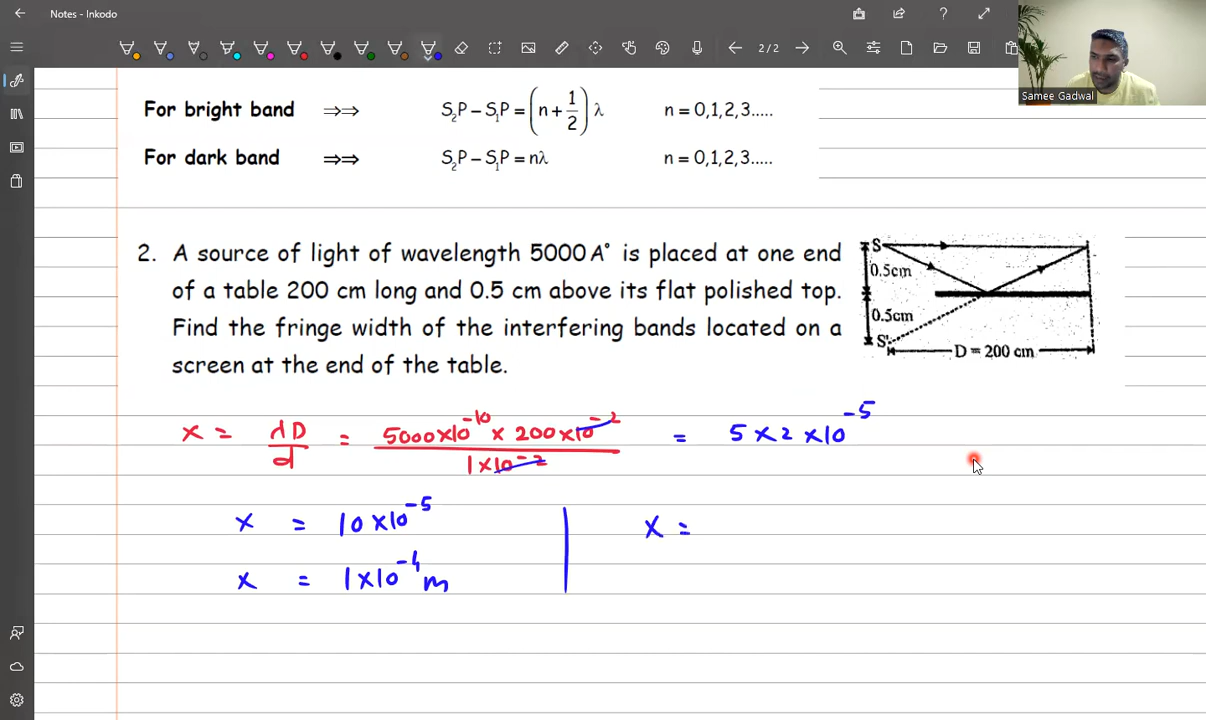 Notes - Inkodo
2/2
Samee Gadwal
For bright band ⇒⇒ S₂P – S₁P = (n + 1/2) λ n = 0,1,2,3.....
For dark band ⇒⇒ S₂P – S₁P = nλ n = 0,1,2,3.....
2. A source of light of wavelength 5000 A° is placed at one end
of a table 200 cm long and 0.5 cm above its flat polished top.
Find the fringe width of the interfering bands located on a
screen at the end of the table.
S
0.5cm
0.5cm
S'
D = 200 cm
x = λD/d = (5000×10⁻¹⁰ × 200×10⁻²)/(1×10⁻²) = 5 × 2 × 10⁻⁵
x = 10×10⁻⁵
x = 1×10⁻⁴ m
X =